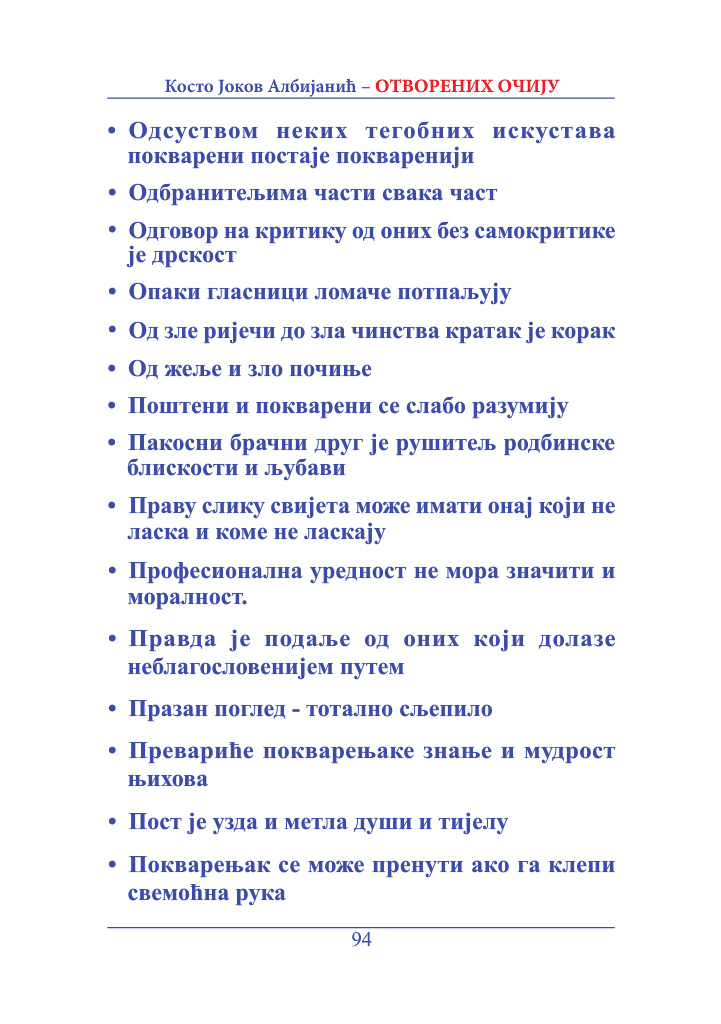 Косто Јоков Албијанић – ОТВОРЕНИХ ОЧИЈУ
• Одсуством неких тегобних искустава
покварени постаје поквaренији
• Одбранитељима части свака част
• Одговор на критику од оних без самокритике
је дрскост
• Опаки гласници ломаче потпаљују
• Од зле ријечи до зла чинства кратак је корак
• Од жеље и зло почиње
• Поштени и покварени се слабо разумију
• Пакосни брачни друг је рушитељ родбинске
блискости и љубави
• Праву слику свијета може имати онај који не
ласка и коме не ласкају
• Професионална уредност не мора значити и
моралност.
• Правда је подаље од оних који долазе
неблагословенијем путем
• Празан поглед - тотално сљепило
• Превариће покварењаке знање и мудрост
њихова
• Пост је узда и метла души и тијелу
• Покварењак се може пренути ако га клепи
свемоћна рука
94